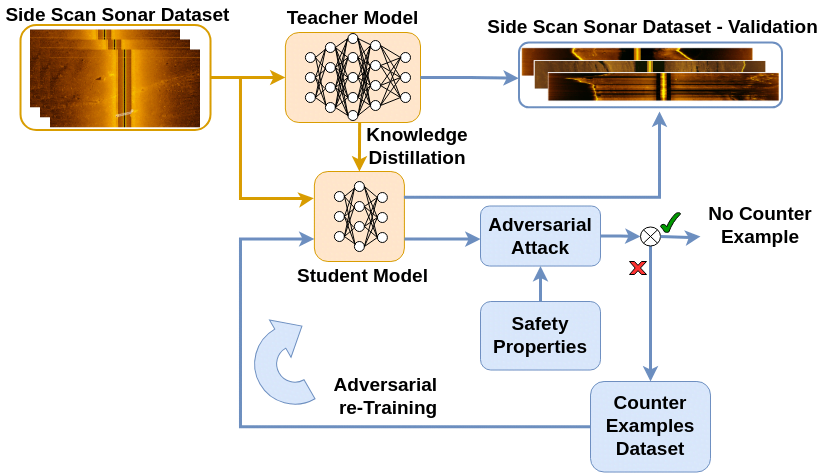 Side Scan Sonar Dataset
Teacher Model
Side Scan Sonar Dataset - Validation
Knowledge
Distillation
Student Model
Adversarial
Attack
No Counter
Example
Safety
Properties
Adversarial
re-Training
Counter
Examples
Dataset